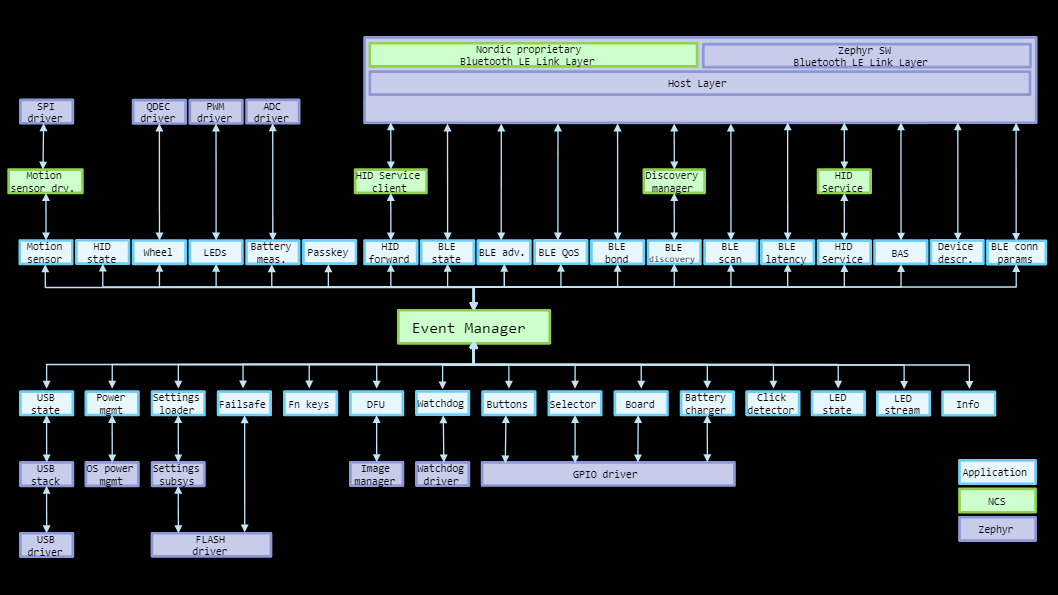 Nordic proprietary
Bluetooth LE Link Layer
Zephyr SW
Bluetooth LE Link Layer
Host Layer
SPI
driver
QDEC
driver
PWM
driver
ADC
driver
Motion
sensor drv.
HID Service
client
Discovery
manager
HID
Service
Motion
sensor
HID
state
Wheel
LEDs
Battery
meas.
Passkey
HID
forward
BLE
state
BLE adv.
BLE QoS
BLE
bond
BLE
discovery
BLE
scan
BLE
latency
HID
Service
BAS
Device
descr.
BLE conn
params
Event Manager
USB
state
Power
mgmt
Settings
loader
Failsafe
Fn keys
DFU
Watchdog
Buttons
Selector
Board
Battery
charger
Click
detector
LED
state
LED
stream
Info
USB
stack
OS power
mgmt
Settings
subsys
Image
manager
Watchdog
driver
GPIO driver
USB
driver
FLASH
driver
Application
NCS
Zephyr